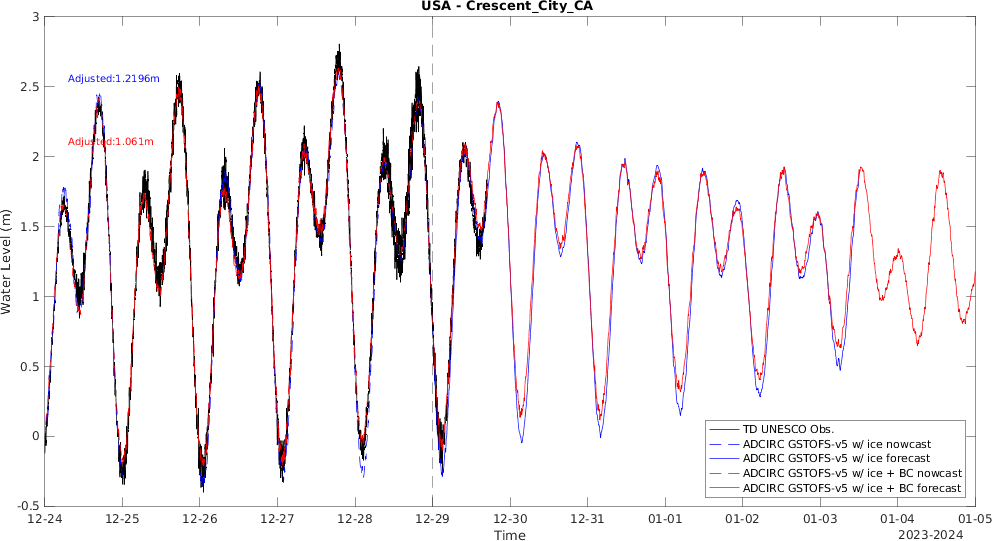 USA - Crescent_City_CA
3
2.5
2
1.5
1
0.5
0
-0.5
Water Level (m)
Adjusted:1.2196m
Adjusted:1.061m
TD UNESCO Obs.
ADCIRC GSTOFS-v5 w/ ice nowcast
ADCIRC GSTOFS-v5 w/ ice forecast
ADCIRC GSTOFS-v5 w/ ice + BC nowcast
ADCIRC GSTOFS-v5 w/ ice + BC forecast
12-24 12-25 12-26 12-27 12-28 12-29 12-30 12-31 01-01 01-02 01-03 01-04 01-05
Time
2023-2024